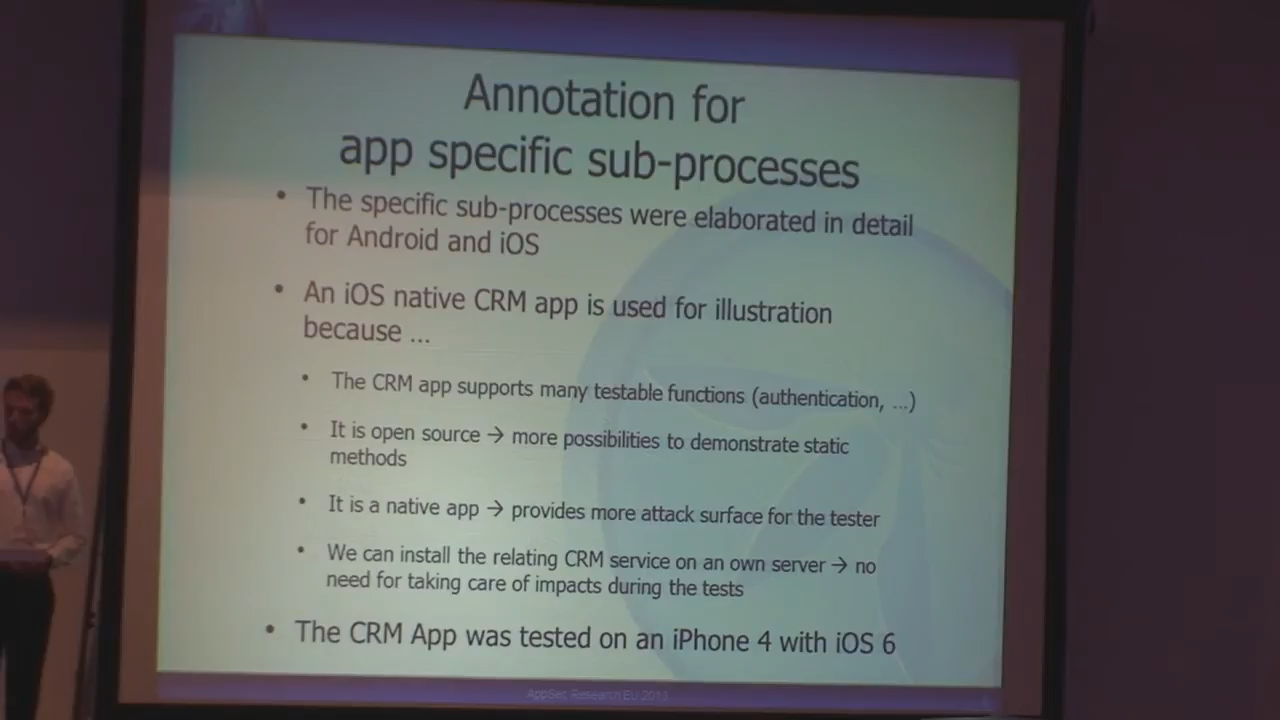 Annotation for
app specific sub-processes
• The specific sub-processes were elaborated in detail
for Android and iOS
• An iOS native CRM app is used for illustration
because ...
• The CRM app supports many testable functions (authentication, ...)
• It is open source → more possibilities to demonstrate static
methods
• It is a native app → provides more attack surface for the tester
• We can install the relating CRM service on an own server → no
need for taking care of impacts during the tests
• The CRM App was tested on an iPhone 4 with iOS 6
AppSec Research EU 2013